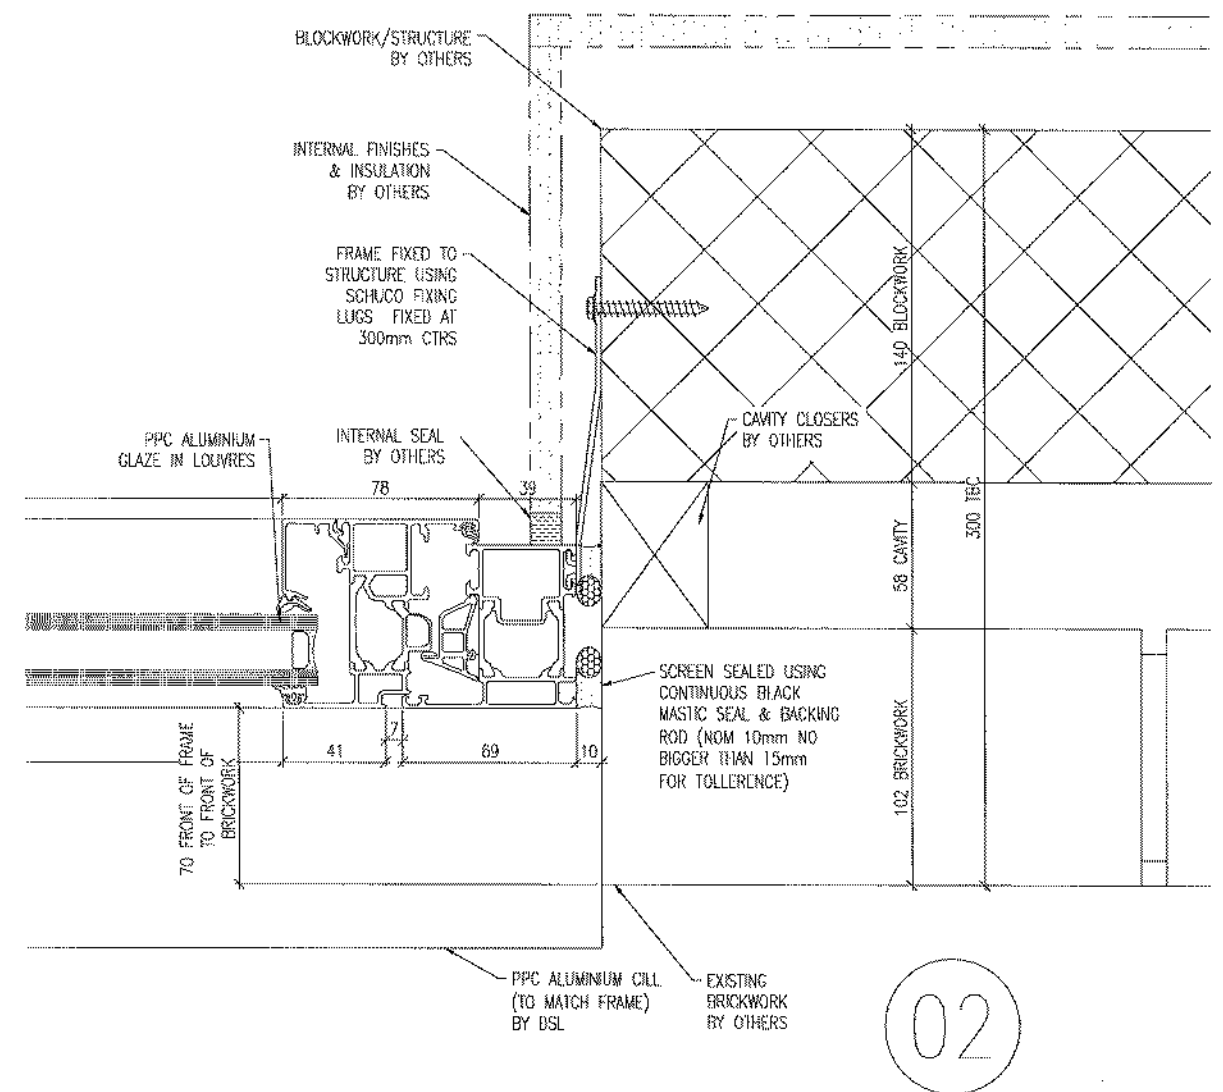 BLOCKWORK/STRUCTURE
BY OTHERS
INTERNAL FINISHES
& INSULATION
BY OTHERS
FRAME FIXED TO
STRUCTURE USING
SCHUCO FIXING
LUGS FIXED AT
300mm CTRS
140 BLOCKWORK
CAVITY CLOSERS
BY OTHERS
PPC ALUMINIUM
GLAZE IN LOUVRES
INTERNAL SEAL
BY OTHERS
78
39
300 TBC
58 CAVITY
SCREEN SEALED USING
CONTINUOUS BLACK
MASTIC SEAL & BACKING
ROD (NOM 10mm NO
BIGGER THAN 15mm
FOR TOLLERENCE)
7
41
69
10
102 BRICKWORK
70 FRONT OF FRAME
TO FRONT OF
BRICKWORK
PPC ALUMINIUM CILL
(TO MATCH FRAME)
BY DSL
EXISTING
BRICKWORK
BY OTHERS
02